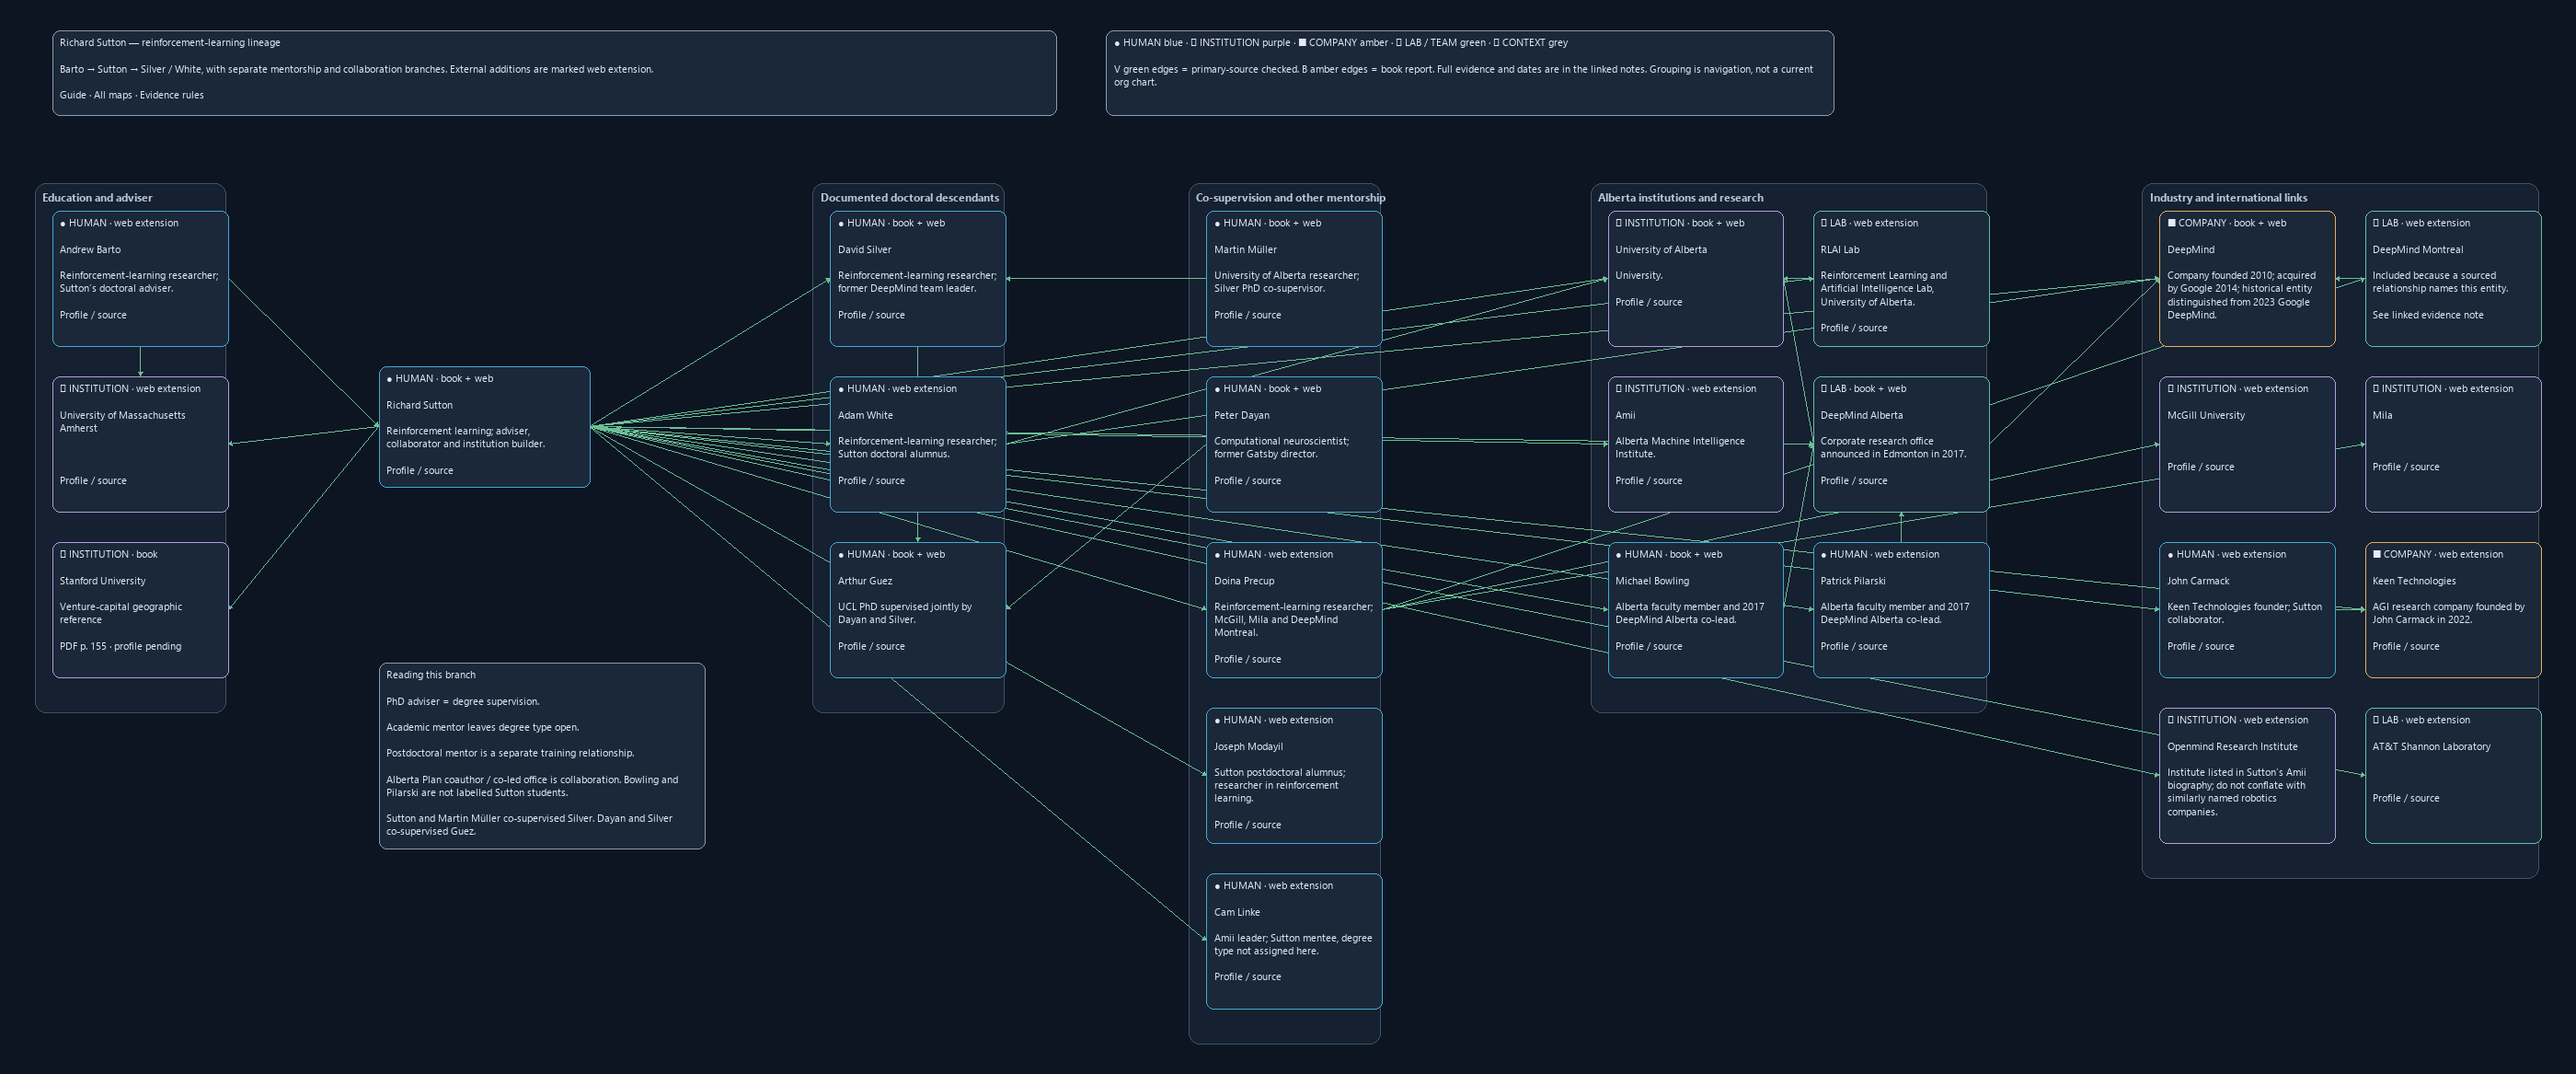 Richard Sutton — reinforcement-learning lineage
Barto → Sutton → Silver / White, with separate mentorship and collaboration branches. External additions are marked web extension.
Guide · All maps · Evidence rules
● HUMAN blue · ▯ INSTITUTION purple · ■ COMPANY amber · ▯ LAB / TEAM green · ▯ CONTEXT grey
V green edges = primary-source checked. B amber edges = book report. Full evidence and dates are in the linked notes. Grouping is navigation, not a current
org chart.
Education and adviser
● HUMAN · web extension
Andrew Barto
Reinforcement-learning researcher;
Sutton's doctoral adviser.
Profile / source
▯ INSTITUTION · web extension
University of Massachusetts
Amherst
Profile / source
▯ INSTITUTION · book
Stanford University
Venture-capital geographic
reference
PDF p. 155 · profile pending
● HUMAN · book + web
Richard Sutton
Reinforcement learning; adviser,
collaborator and institution builder.
Profile / source
Reading this branch
PhD adviser = degree supervision.
Academic mentor leaves degree type open.
Postdoctoral mentor is a separate training relationship.
Alberta Plan coauthor / co-led office is collaboration. Bowling and
Pilarski are not labelled Sutton students.
Sutton and Martin Müller co-supervised Silver. Dayan and Silver
co-supervised Guez.
Documented doctoral descendants
● HUMAN · book + web
David Silver
Reinforcement-learning researcher;
former DeepMind team leader.
Profile / source
● HUMAN · web extension
Adam White
Reinforcement-learning researcher;
Sutton doctoral alumnus.
Profile / source
● HUMAN · book + web
Arthur Guez
UCL PhD supervised jointly by
Dayan and Silver.
Profile / source
Co-supervision and other mentorship
● HUMAN · book + web
Martin Müller
University of Alberta researcher;
Silver PhD co-supervisor.
Profile / source
● HUMAN · book + web
Peter Dayan
Computational neuroscientist;
former Gatsby director.
Profile / source
● HUMAN · web extension
Doina Precup
Reinforcement-learning researcher;
McGill, Mila and DeepMind
Montreal.
Profile / source
● HUMAN · web extension
Joseph Modayil
Sutton postdoctoral alumnus;
researcher in reinforcement
learning.
Profile / source
● HUMAN · web extension
Cam Linke
Amii leader; Sutton mentee, degree
type not assigned here.
Profile / source
Alberta institutions and research
▯ INSTITUTION · book + web
University of Alberta
University.
Profile / source
▯ LAB · web extension
RLAI Lab
Reinforcement Learning and
Artificial Intelligence Lab,
University of Alberta.
Profile / source
▯ INSTITUTION · web extension
Amii
Alberta Machine Intelligence
Institute.
Profile / source
▯ LAB · book + web
DeepMind Alberta
Corporate research office
announced in Edmonton in 2017.
Profile / source
● HUMAN · book + web
Michael Bowling
Alberta faculty member and 2017
DeepMind Alberta co-lead.
Profile / source
● HUMAN · web extension
Patrick Pilarski
Alberta faculty member and 2017
DeepMind Alberta co-lead.
Profile / source
Industry and international links
■ COMPANY · book + web
DeepMind
Company founded 2010; acquired
by Google 2014; historical entity
distinguished from 2023 Google
DeepMind.
▯ LAB · web extension
DeepMind Montreal
Included because a sourced
relationship names this entity.
See linked evidence note
▯ INSTITUTION · web extension
McGill University
Profile / source
▯ INSTITUTION · web extension
Mila
Profile / source
● HUMAN · web extension
John Carmack
Keen Technologies founder; Sutton
collaborator.
Profile / source
■ COMPANY · web extension
Keen Technologies
AGI research company founded by
John Carmack in 2022.
Profile / source
▯ INSTITUTION · web extension
Openmind Research Institute
Institute listed in Sutton's Amii
biography; do not conflate with
similarly named robotics
companies.
▯ LAB · web extension
AT&T Shannon Laboratory
Profile / source